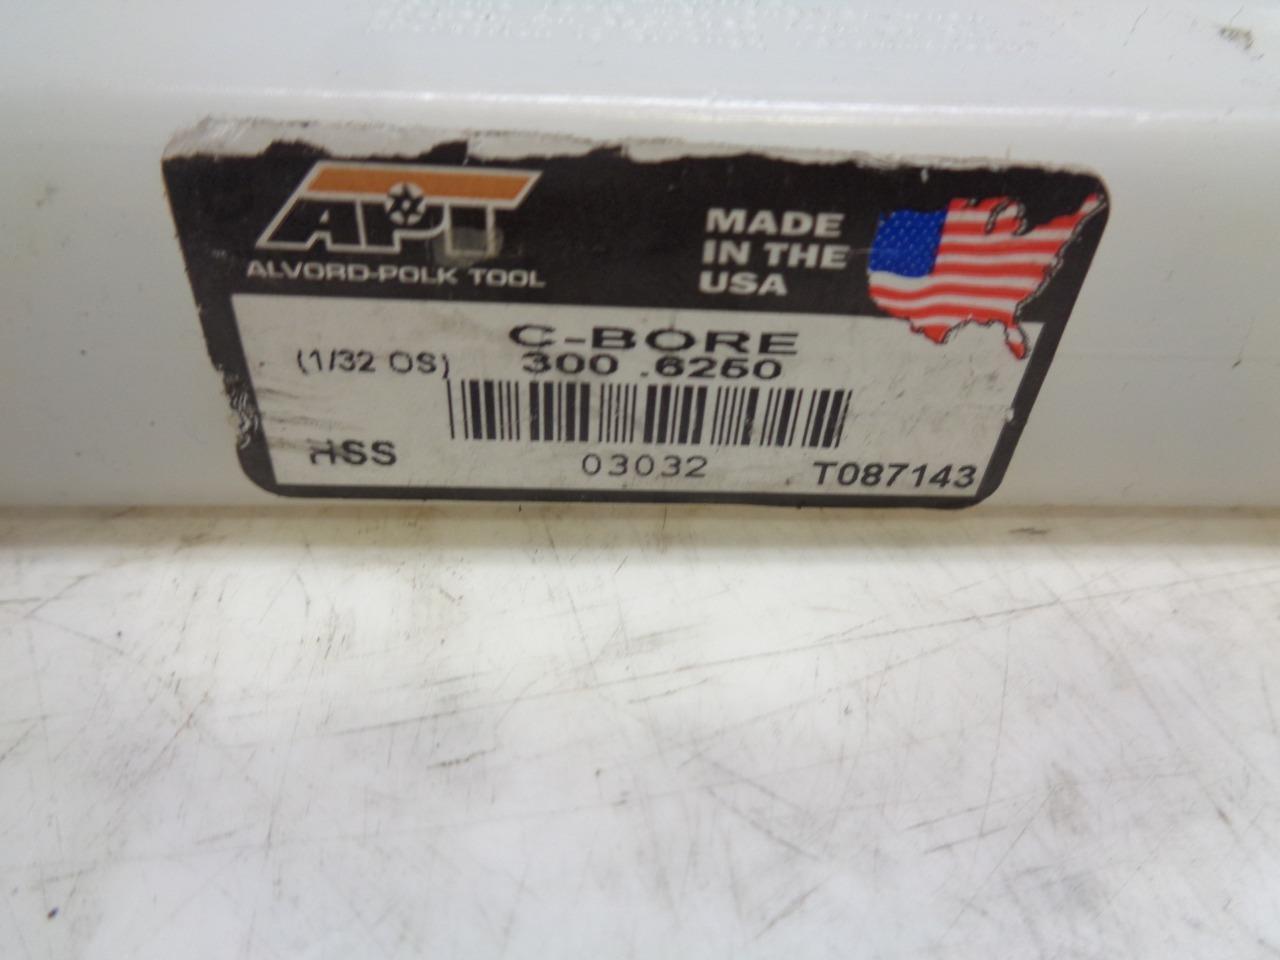 APT
ALVORD-POLK TOOL
MADE
IN THE
USA
C-BORE
(1/32 OS) 300 .6250
HSS 03032 T087143